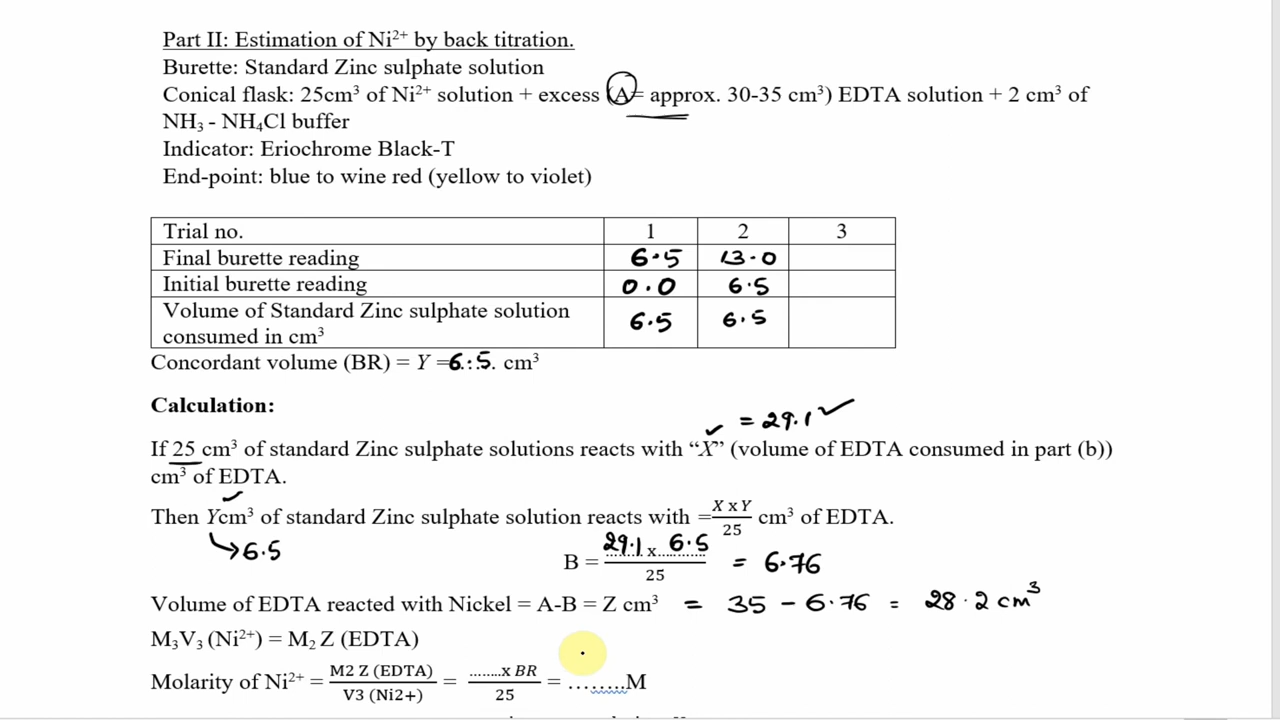 Part II: Estimation of Ni²⁺ by back titration.
Burette: Standard Zinc sulphate solution
Conical flask: 25cm³ of Ni²⁺ solution + excess (A= approx. 30-35 cm³) EDTA solution + 2 cm³ of
NH₃ - NH₄Cl buffer
Indicator: Eriochrome Black-T
End-point: blue to wine red (yellow to violet)
Trial no. 1 2 3
Final burette reading 6.5 13.0
Initial burette reading 0.0 6.5
Volume of Standard Zinc sulphate solution
consumed in cm³ 6.5 6.5
Concordant volume (BR) = Y =6.5. cm³
Calculation:
= 29.1 ✓
If 25 cm³ of standard Zinc sulphate solutions reacts with “X” (volume of EDTA consumed in part (b))
cm³ of EDTA.
Then Ycm³ of standard Zinc sulphate solution reacts with = X x Y / 25 cm³ of EDTA.
→ 6.5
B = 29.1 x 6.5 / 25 = 6.76
Volume of EDTA reacted with Nickel = A-B = Z cm³ = 35 - 6.76 = 28.2 cm³
M₃V₃ (Ni²⁺) = M₂ Z (EDTA)
Molarity of Ni²⁺ = M2 Z (EDTA) / V3 (Ni2+) = ........x BR / 25 = ........M